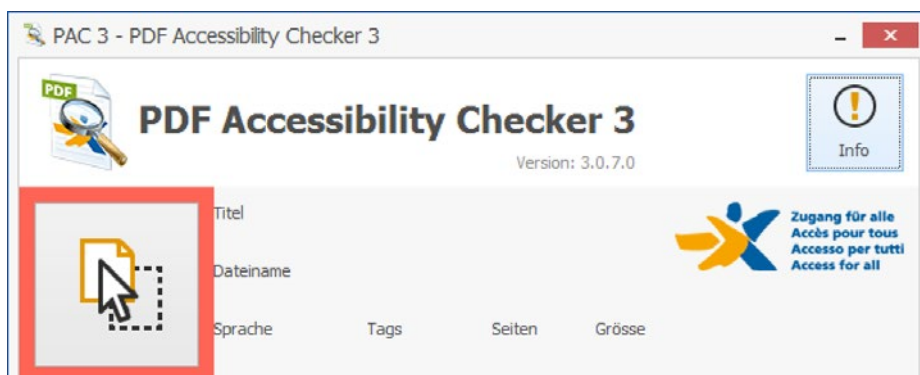 PAC 3 - PDF Accessibility Checker 3
PDF
PDF Accessibility Checker 3
Version: 3.0.7.0
Info
Titel
Dateiname
Sprache Tags Seiten Grösse
Zugang für alle
Accès pour tous
Accesso per tutti
Access for all